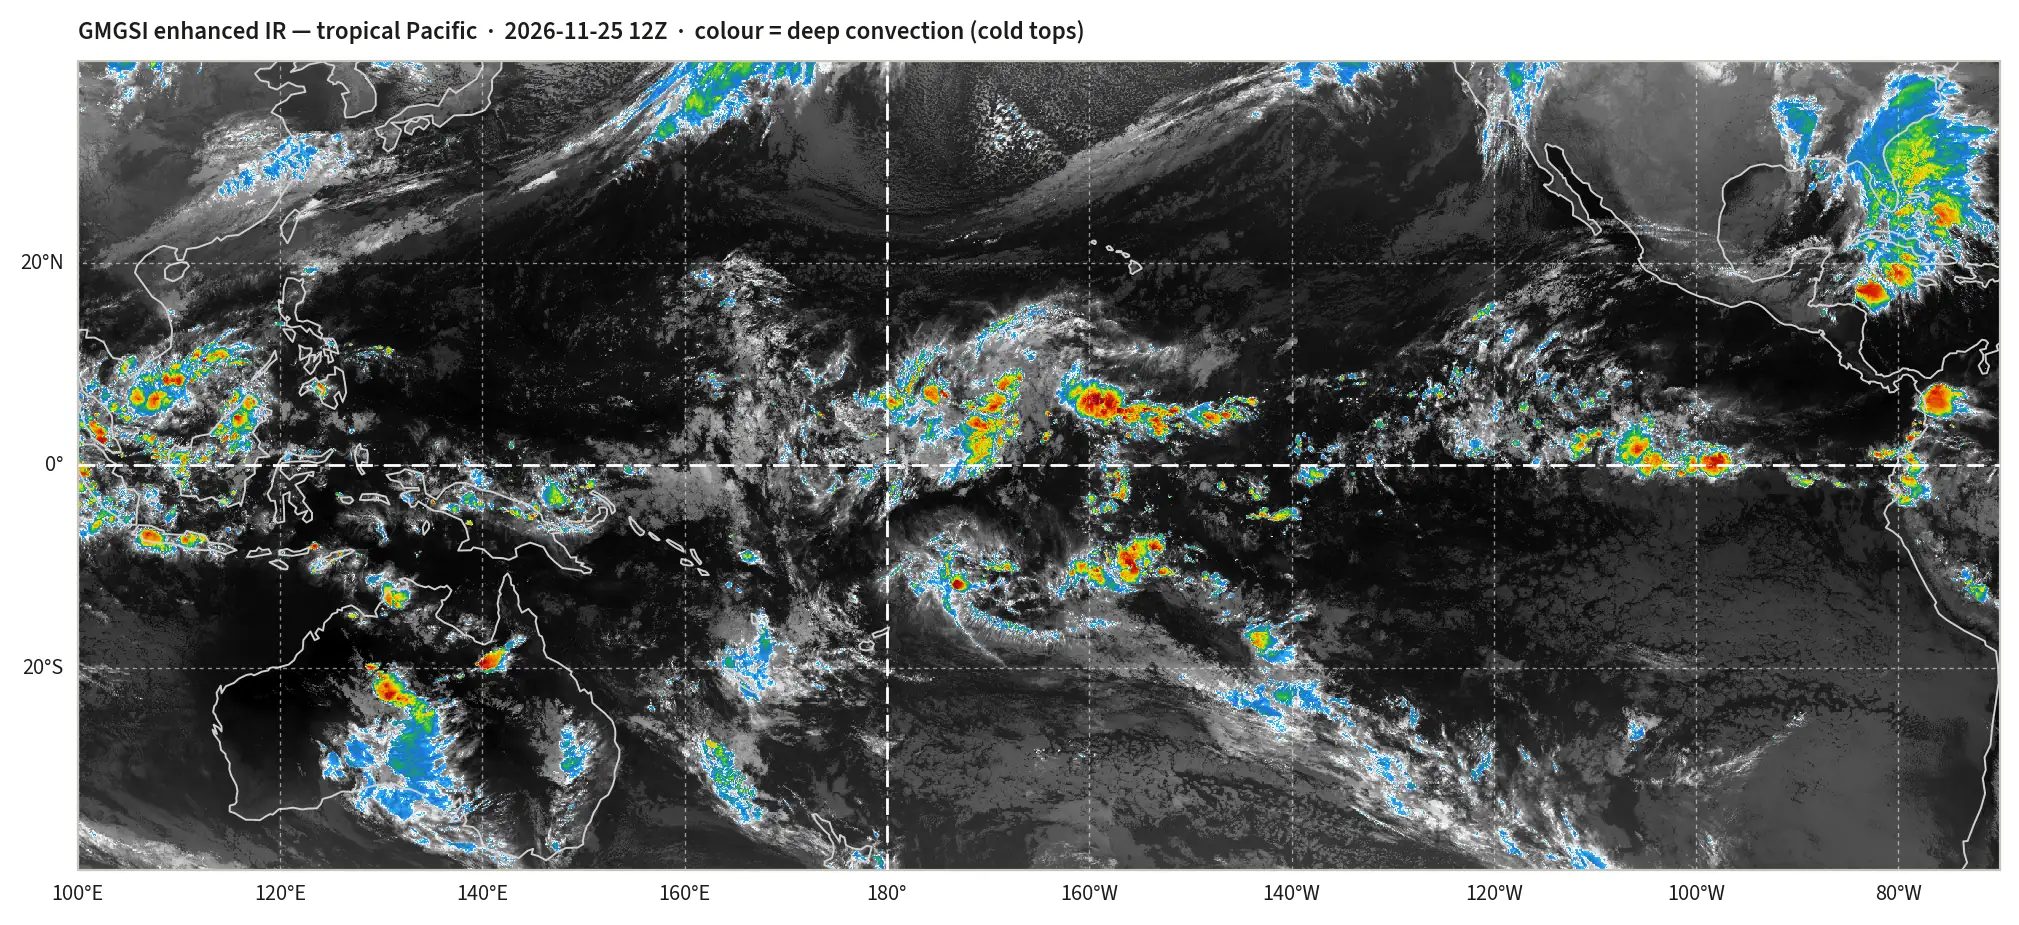 GMGSI enhanced IR — tropical Pacific · 2026-11-25 12Z · colour = deep convection (cold tops)
20°N
0°
20°S
100°E 120°E 140°E 160°E 180° 160°W 140°W 120°W 100°W 80°W